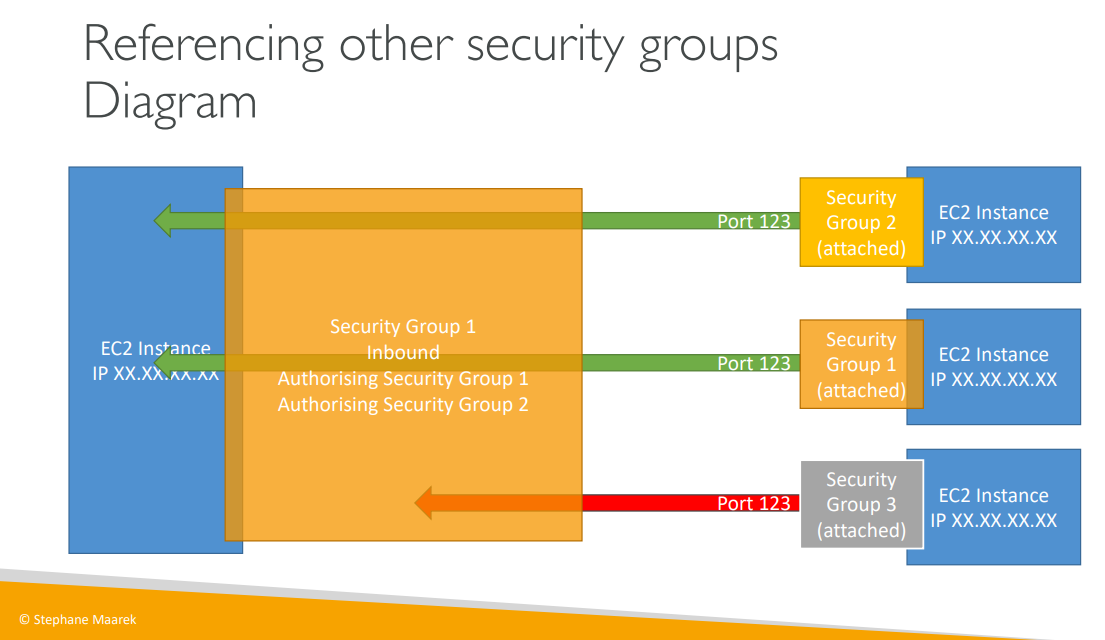 Referencing other security groups
Diagram
EC2 Instance
IP XX.XX.XX.XX
Security Group 1
Inbound
Authorising Security Group 1
Authorising Security Group 2
Port 123
Security
Group 2
(attached)
EC2 Instance
IP XX.XX.XX.XX
Port 123
Security
Group 1
(attached)
EC2 Instance
IP XX.XX.XX.XX
Port 123
Security
Group 3
(attached)
EC2 Instance
IP XX.XX.XX.XX
© Stephane Maarek